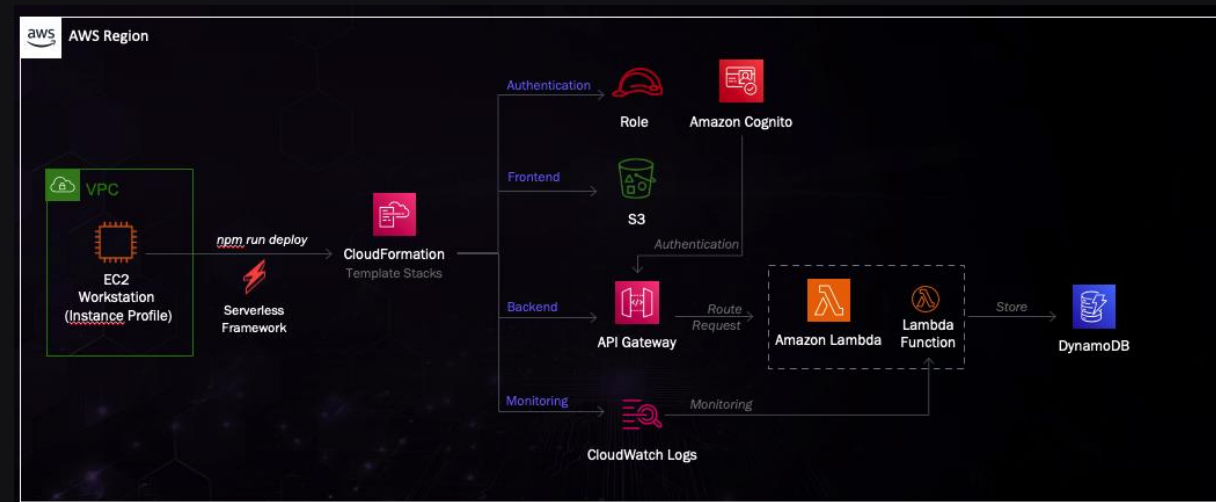 aws
AWS Region
Authentication
Role
Amazon Cognito
VPC
Frontend
S3
npm run deploy
CloudFormation
Template Stacks
Authentication
EC2
Workstation
(Instance Profile)
Serverless
Framework
Backend
API Gateway
Route
Request
Amazon Lambda
Lambda
Function
Store
DynamoDB
Monitoring
Monitoring
CloudWatch Logs